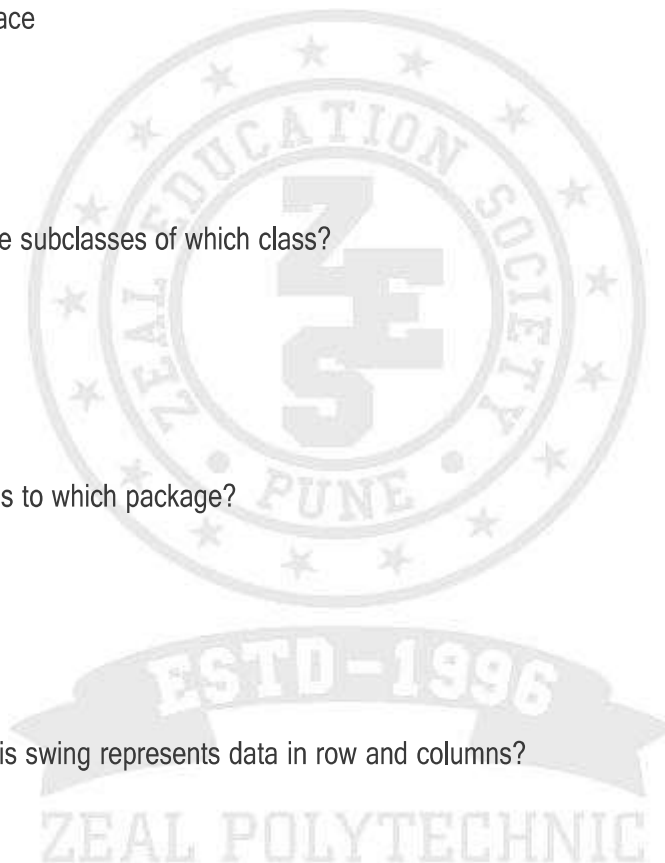 ace
e subclasses of which class?
s to which package?
is swing represents data in row and columns?
ZEAL EDUCATION SOCIETY
ZES
• PUNE •
ESTD-1996
ZEAL POLYTECHNIC